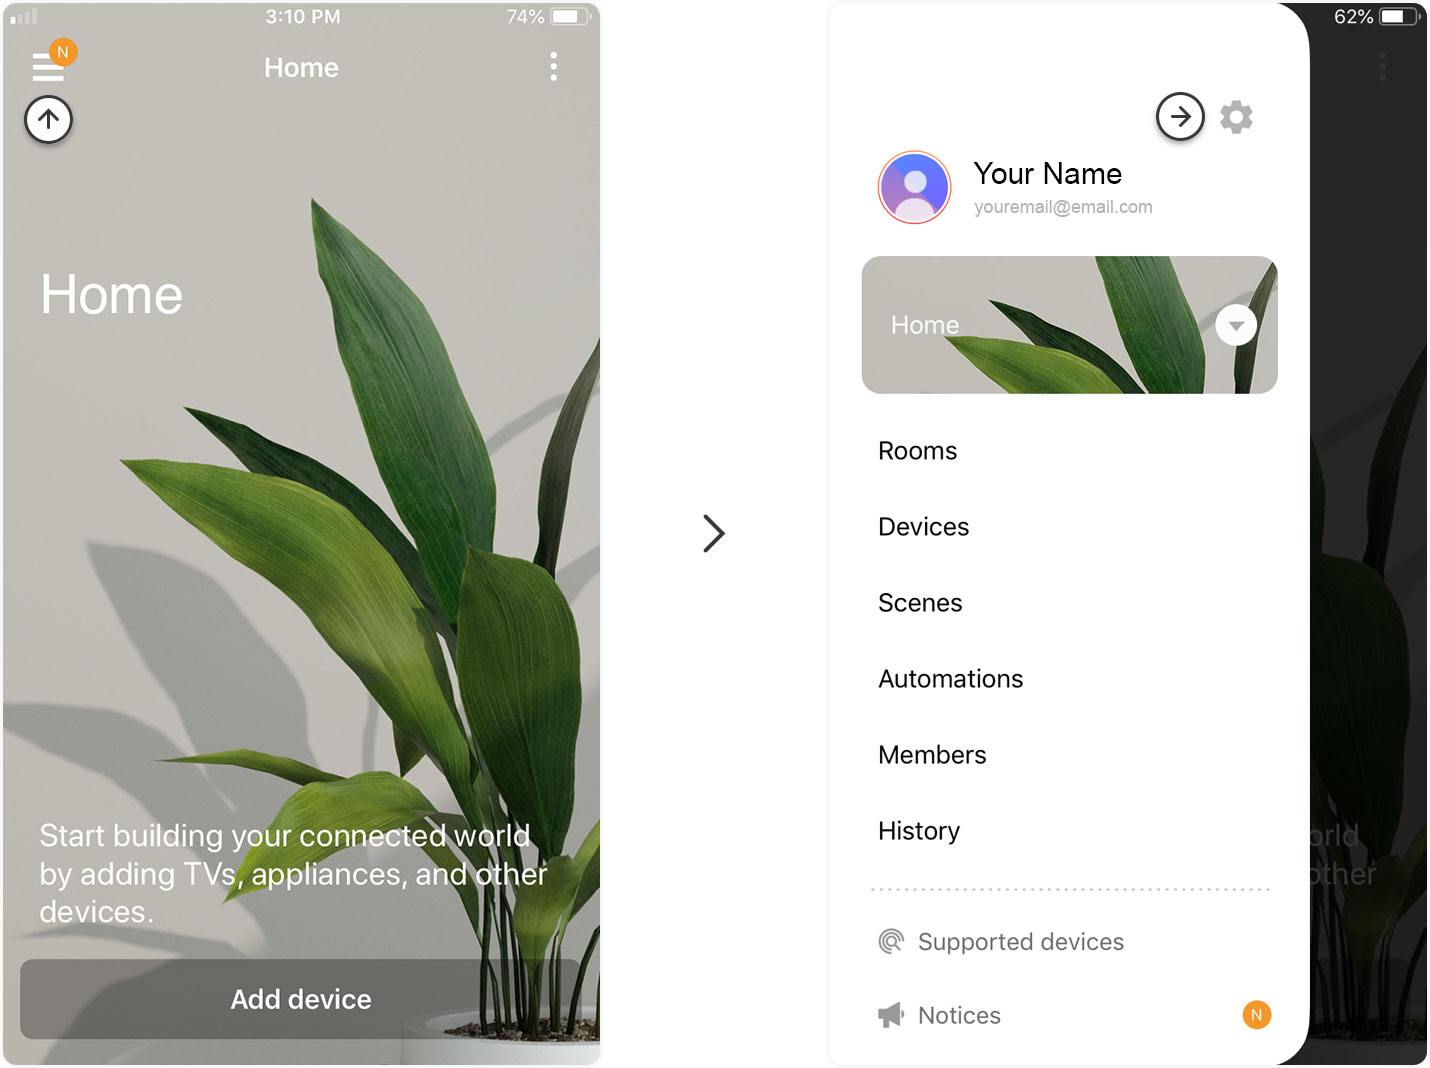 3:10 PM
74%
N
Home
Home
Start building your connected world
by adding TVs, appliances, and other
devices.
Add device
62%
Your Name
youremail@email.com
Home
Rooms
Devices
Scenes
Automations
Members
History
orld
other
Supported devices
Notices
N